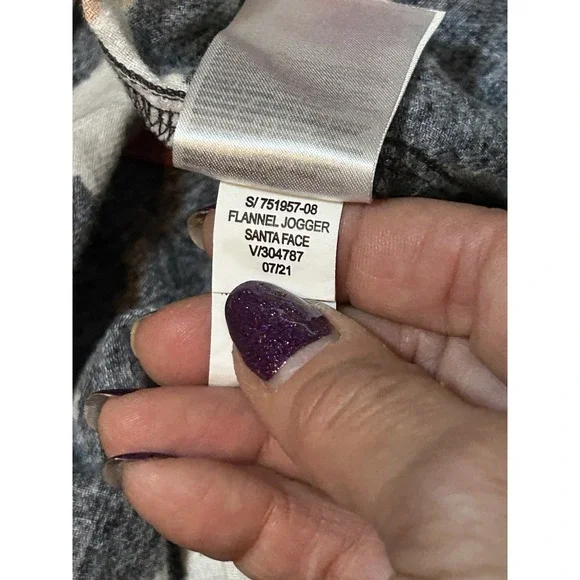 S/ 751957-08
FLANNEL JOGGER
SANTA FACE
V/304787
07/21